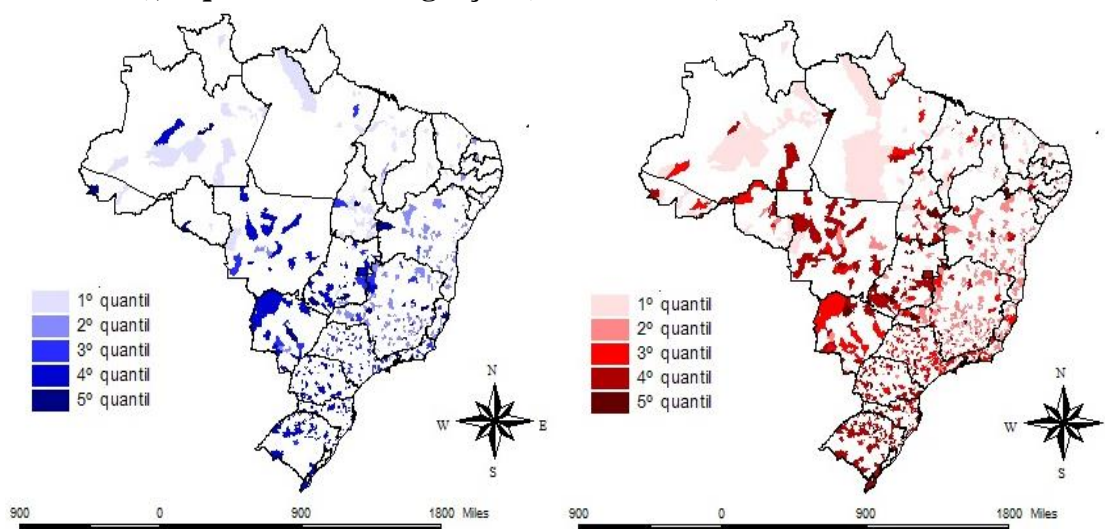 1º quantil
2º quantil
3º quantil
4º quantil
5º quantil
N
W
E
S
900 0 900 1800 Miles
1º quantil
2º quantil
3º quantil
4º quantil
5º quantil
N
W
S
900 0 900 1800 Miles